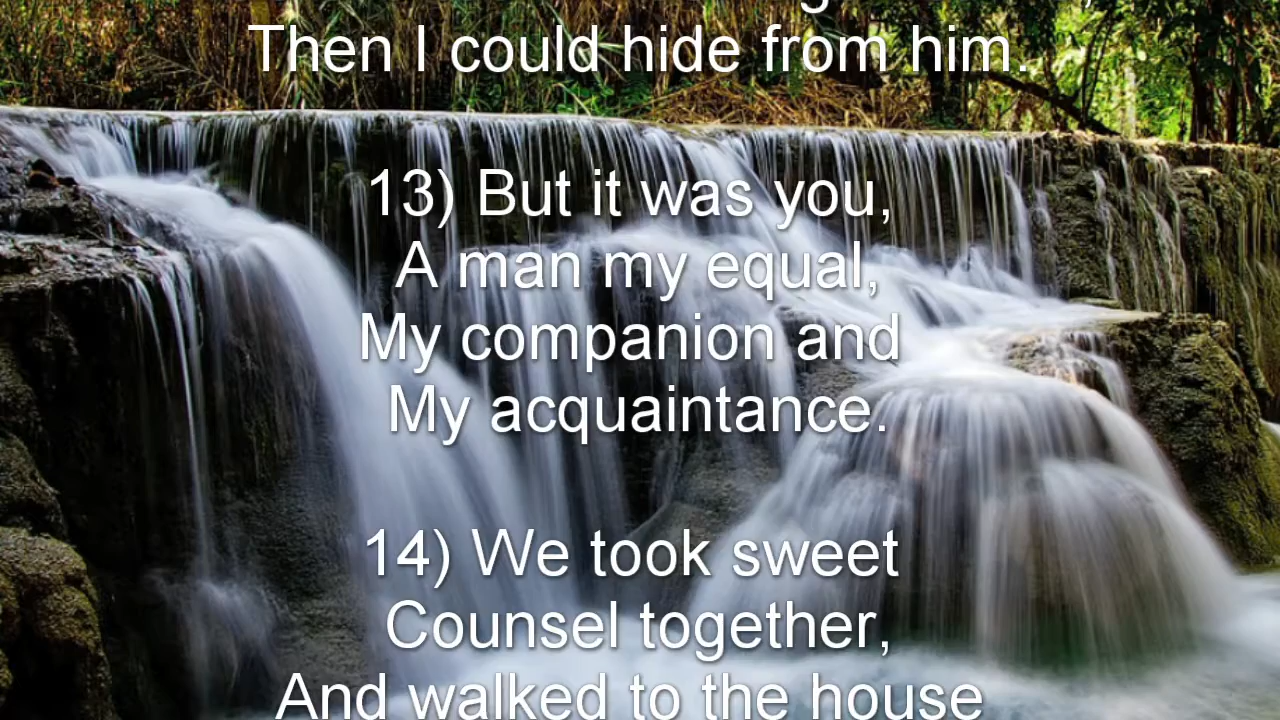 Then I could hide from him.
13) But it was you,
A man my equal,
My companion and
My acquaintance.
14) We took sweet
Counsel together,
And walked to the house